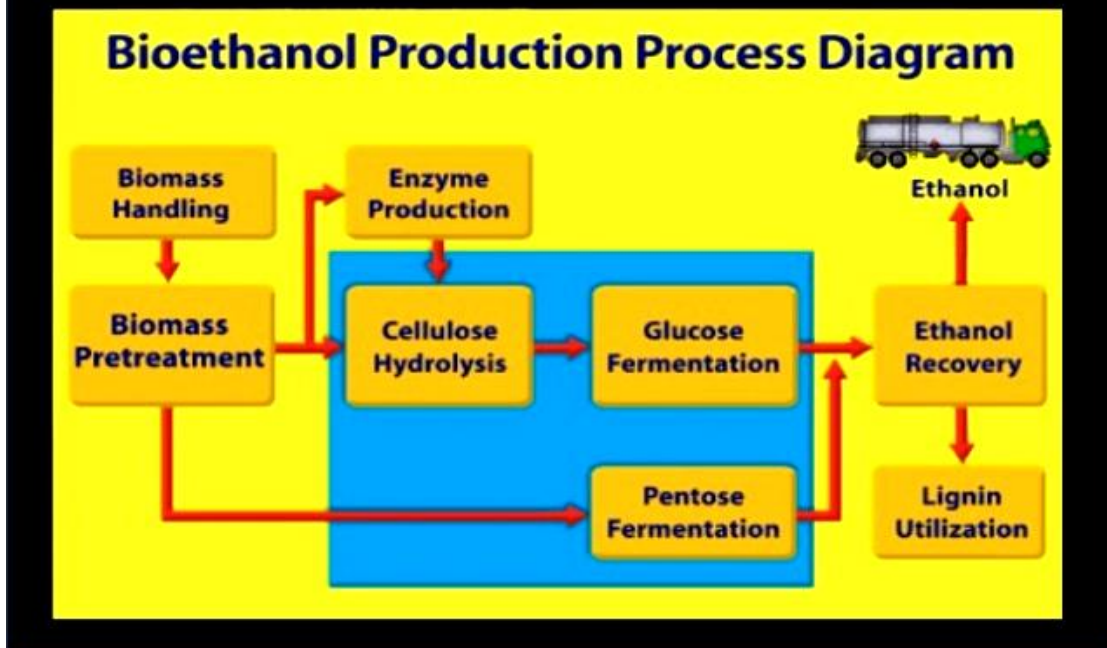 Bioethanol Production Process Diagram
Biomass
Handling
Enzyme
Production
Ethanol
Biomass
Pretreatment
Cellulose
Hydrolysis
Glucose
Fermentation
Ethanol
Recovery
Pentose
Fermentation
Lignin
Utilization